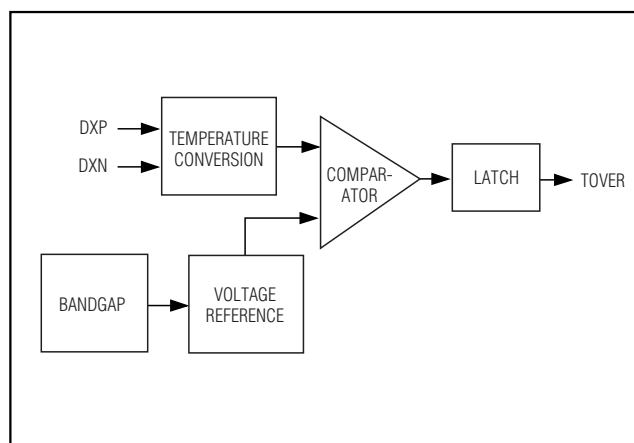 DXP
DXN
TEMPERATURE
CONVERSION
COMPAR-
ATOR
LATCH
TOVER
BANDGAP
VOLTAGE
REFERENCE